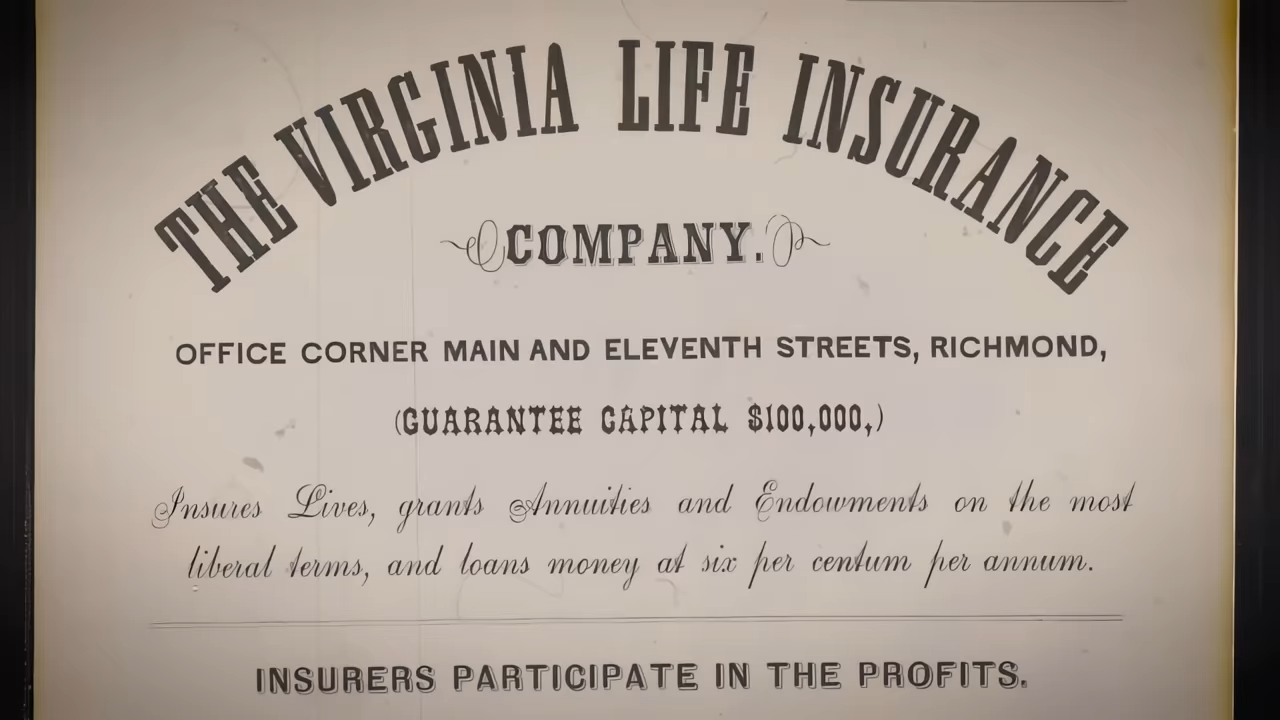 THE VIRGINIA LIFE INSURANCE
COMPANY.
OFFICE CORNER MAIN AND ELEVENTH STREETS, RICHMOND,
(GUARANTEE CAPITAL $100,000,)
Insures Lives, grants Annuities and Endowments on the most
liberal terms, and loans money at six per centum per annum.
INSURERS PARTICIPATE IN THE PROFITS.